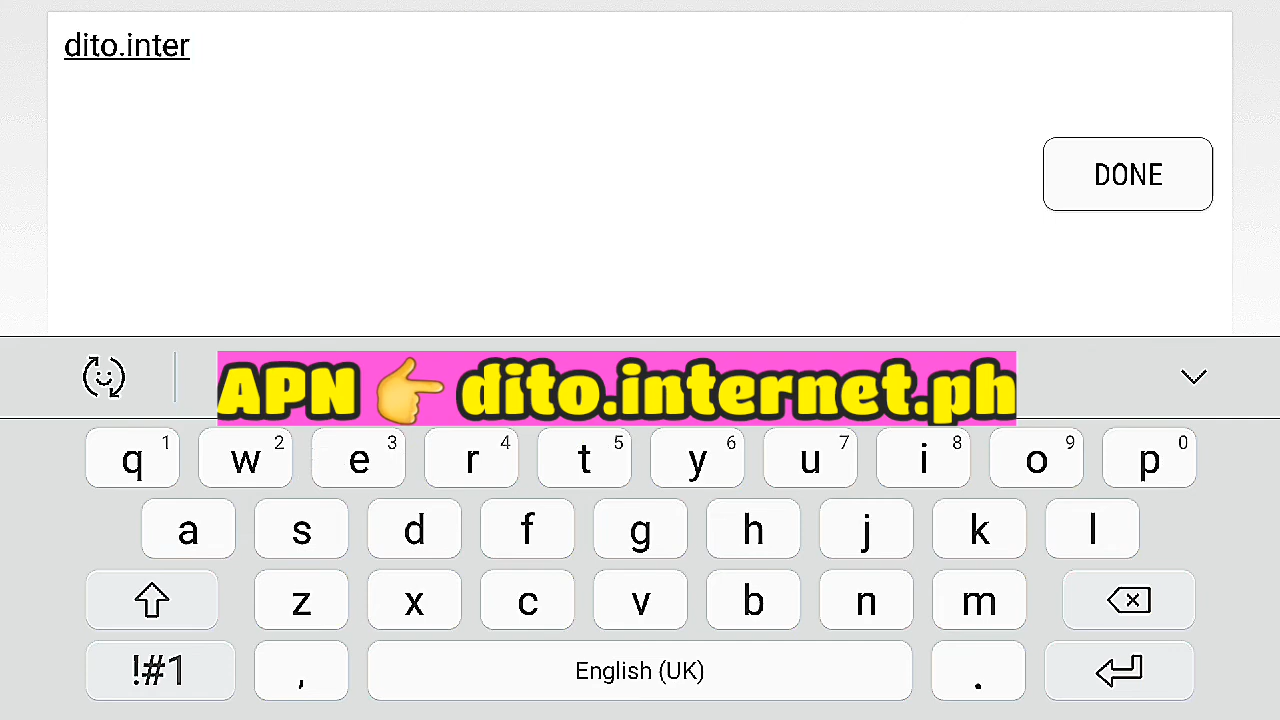 dito.inter
DONE
APN 👉 dito.internet.ph
q 1 w 2 e 3 r 4 t 5 y 6 u 7 i 8 o 9 p 0
a s d f g h j k l
z x c v b n m
!#1 , English (UK) .